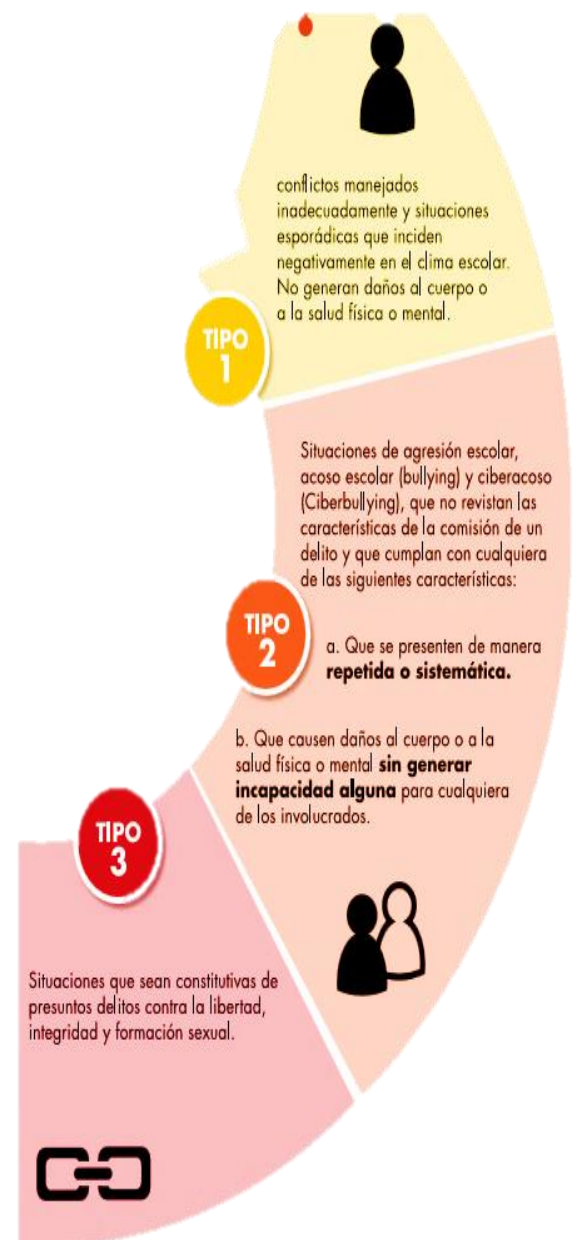 conflictos manejados
inadecuadamente y situaciones
esporádicas que inciden
negativamente en el clima escolar.
No generan daños al cuerpo o
a la salud física o mental.
TIPO
1
Situaciones de agresión escolar,
acoso escolar (bullying) y ciberacoso
(Ciberbullying), que no revistan las
características de la comisión de un
delito y que cumplan con cualquiera
de las siguientes características:
TIPO
2
a. Que se presenten de manera
repetida o sistemática.
b. Que causen daños al cuerpo o a la
salud física o mental sin generar
incapacidad alguna para cualquiera
de los involucrados.
TIPO
3
Situaciones que sean constitutivas de
presuntos delitos contra la libertad,
integridad y formación sexual.